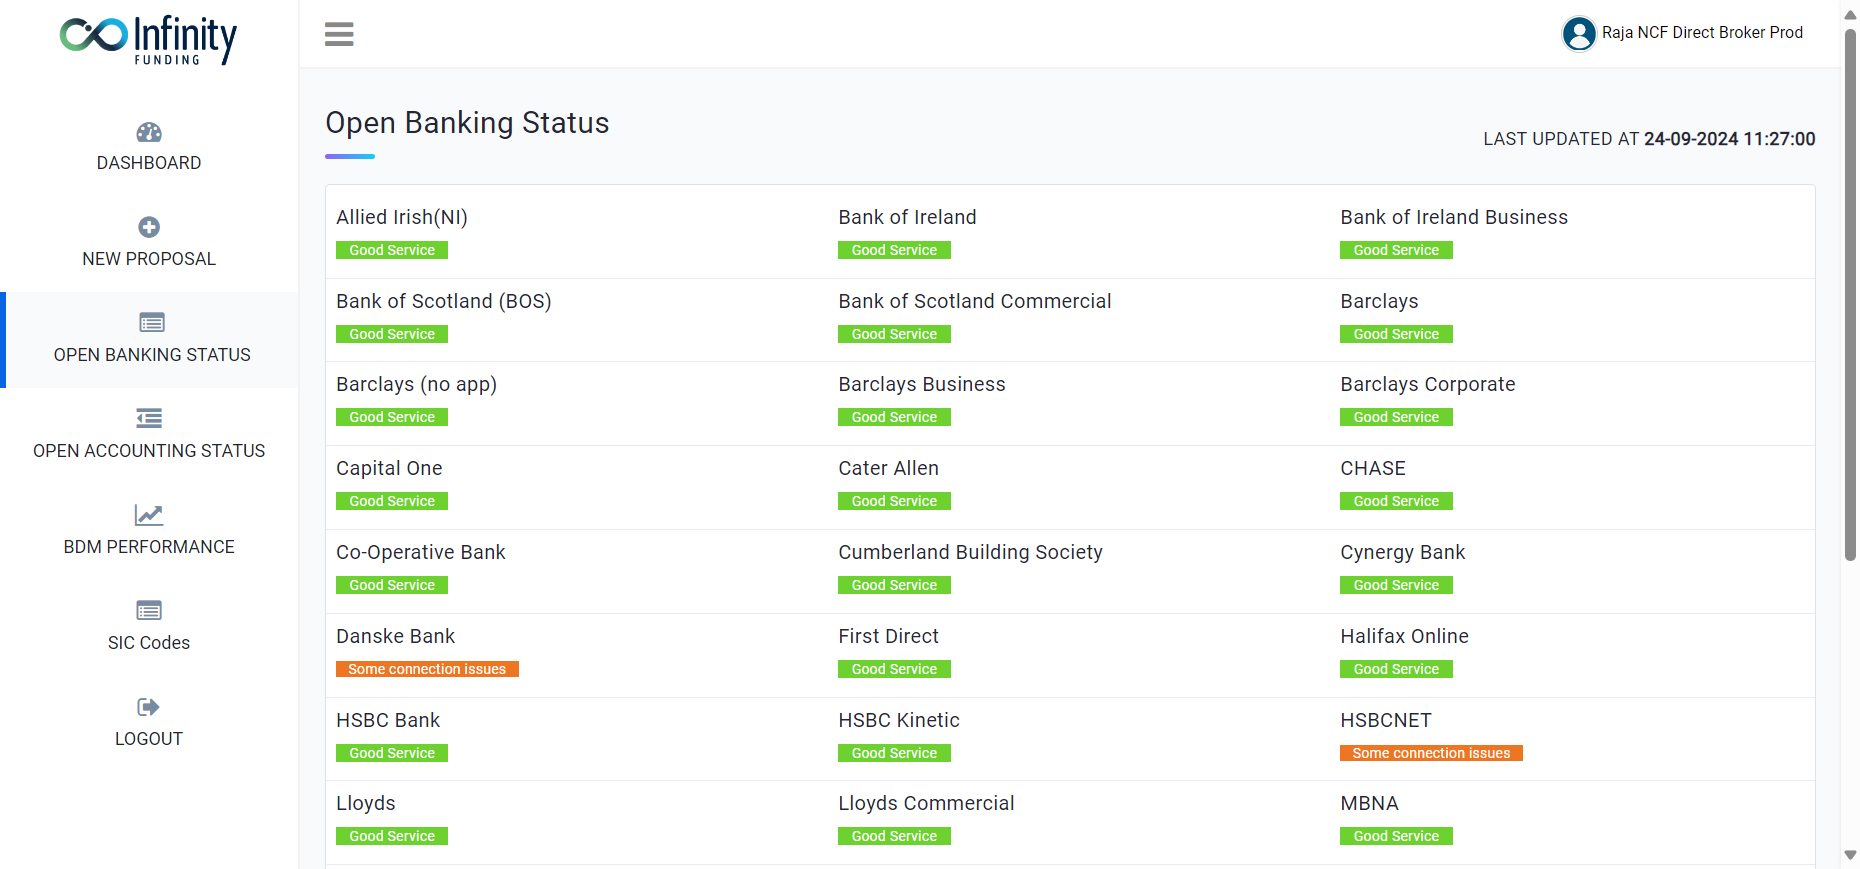 Infinity
FUNDING
Raja NCF Direct Broker Prod
DASHBOARD
NEW PROPOSAL
OPEN BANKING STATUS
OPEN ACCOUNTING STATUS
BDM PERFORMANCE
SIC Codes
LOGOUT
Open Banking Status
LAST UPDATED AT 24-09-2024 11:27:00
Allied Irish(NI) Bank of Ireland Bank of Ireland Business
Good Service Good Service Good Service
Bank of Scotland (BOS) Bank of Scotland Commercial Barclays
Good Service Good Service Good Service
Barclays (no app) Barclays Business Barclays Corporate
Good Service Good Service Good Service
Capital One Cater Allen CHASE
Good Service Good Service Good Service
Co-Operative Bank Cumberland Building Society Cynergy Bank
Good Service Good Service Good Service
Danske Bank First Direct Halifax Online
Some connection issues Good Service Good Service
HSBC Bank HSBC Kinetic HSBCNET
Good Service Good Service Some connection issues
Lloyds Lloyds Commercial MBNA
Good Service Good Service Good Service